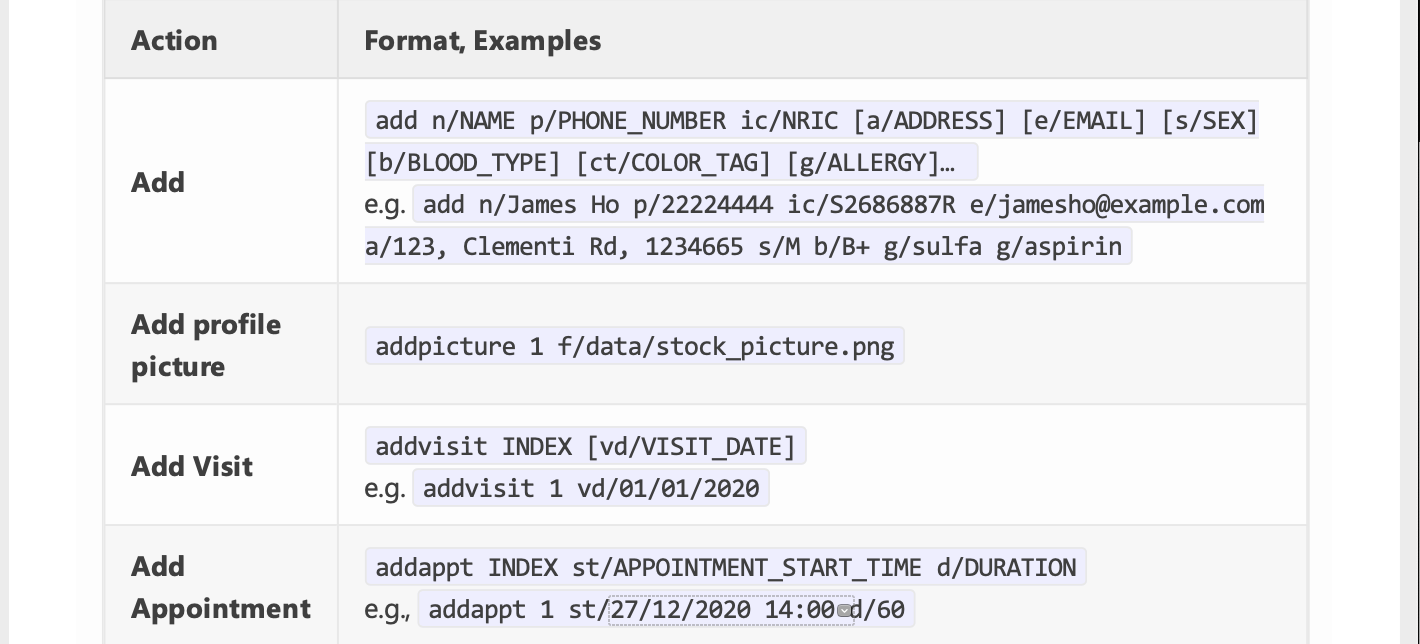 Action Format, Examples
Add
add n/NAME p/PHONE_NUMBER ic/NRIC [a/ADDRESS] [e/EMAIL] [s/SEX]
[b/BLOOD_TYPE] [ct/COLOR_TAG] [g/ALLERGY]…
e.g. add n/James Ho p/22224444 ic/S2686887R e/jamesho@example.com
a/123, Clementi Rd, 1234665 s/M b/B+ g/sulfa g/aspirin
Add profile
picture
addpicture 1 f/data/stock_picture.png
Add Visit
addvisit INDEX [vd/VISIT_DATE]
e.g. addvisit 1 vd/01/01/2020
Add
Appointment
addappt INDEX st/APPOINTMENT_START_TIME d/DURATION
e.g., addappt 1 st/27/12/2020 14:00 d/60